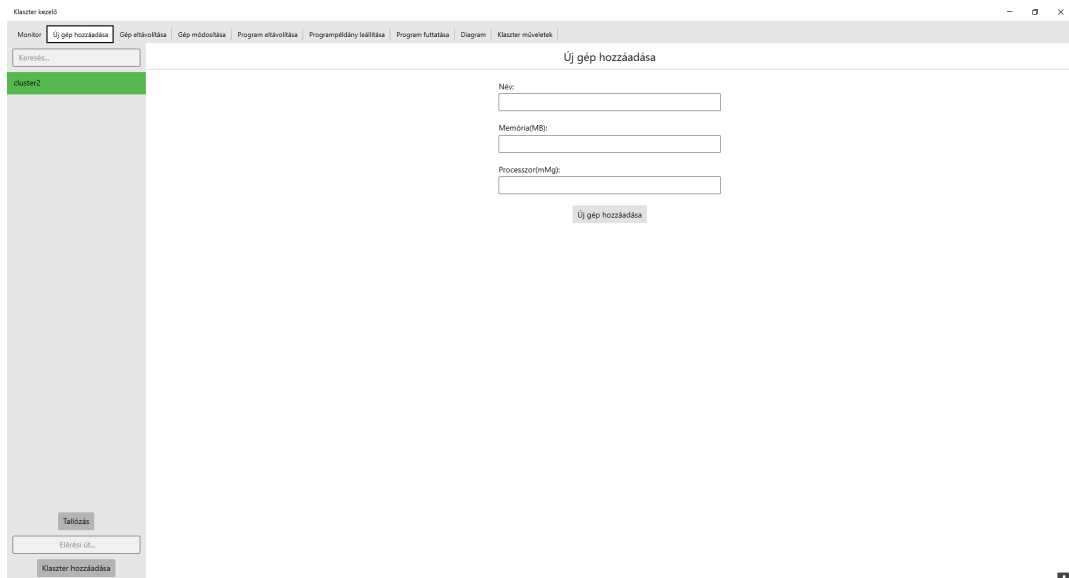 Klaszter kezelő
Monitor Új gép hozzáadása Gép eltávolítása Gép módosítása Program eltávolítása Programpéldány leállítása Program futtatása Diagram Klaszter műveletek
Keresés...
cluster2
Új gép hozzáadása
Név:
Memória(MB):
Processzor(mMg):
Új gép hozzáadása
Tallózás
Elérési út...
Klaszter hozzáadása